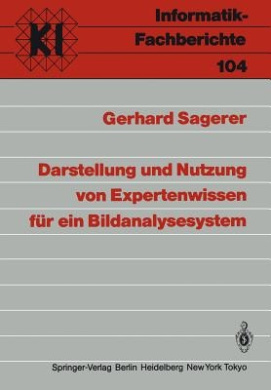 KI
Informatik-
Fachberichte
104
Gerhard Sagerer
Darstellung und Nutzung
von Expertenwissen
für ein Bildanalysesystem
Springer-Verlag Berlin Heidelberg New York Tokyo